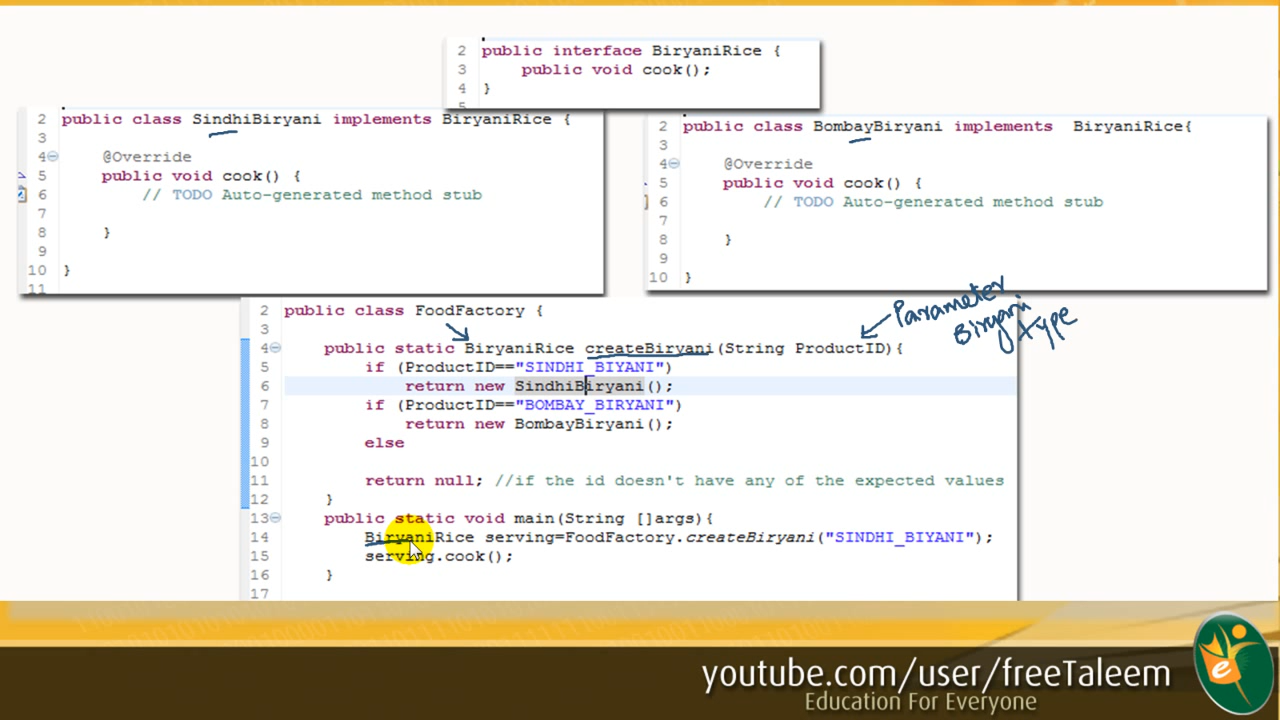 2 public interface BiryaniRice {
3 public void cook();
4 }
5
2 public class SindhiBiryani implements BiryaniRice {
3
4 @Override
5 public void cook() {
6 // TODO Auto-generated method stub
7
8 }
9
10 }
11
2 public class BombayBiryani implements BiryaniRice{
3
4 @Override
5 public void cook() {
6 // TODO Auto-generated method stub
7
8 }
9
10 }
Parameter
Biryani
type
2 public class FoodFactory {
3
4 public static BiryaniRice createBiryani(String ProductID){
5 if (ProductID=="SINDHI_BIYANI")
6 return new SindhiBiryani();
7 if (ProductID=="BOMBAY_BIRYANI")
8 return new BombayBiryani();
9 else
10
11 return null; //if the id doesn't have any of the expected values
12 }
13 public static void main(String []args){
14 BiryaniRice serving=FoodFactory.createBiryani("SINDHI_BIYANI");
15 serving.cook();
16 }
17
youtube.com/user/freeTaleem
Education For Everyone
e